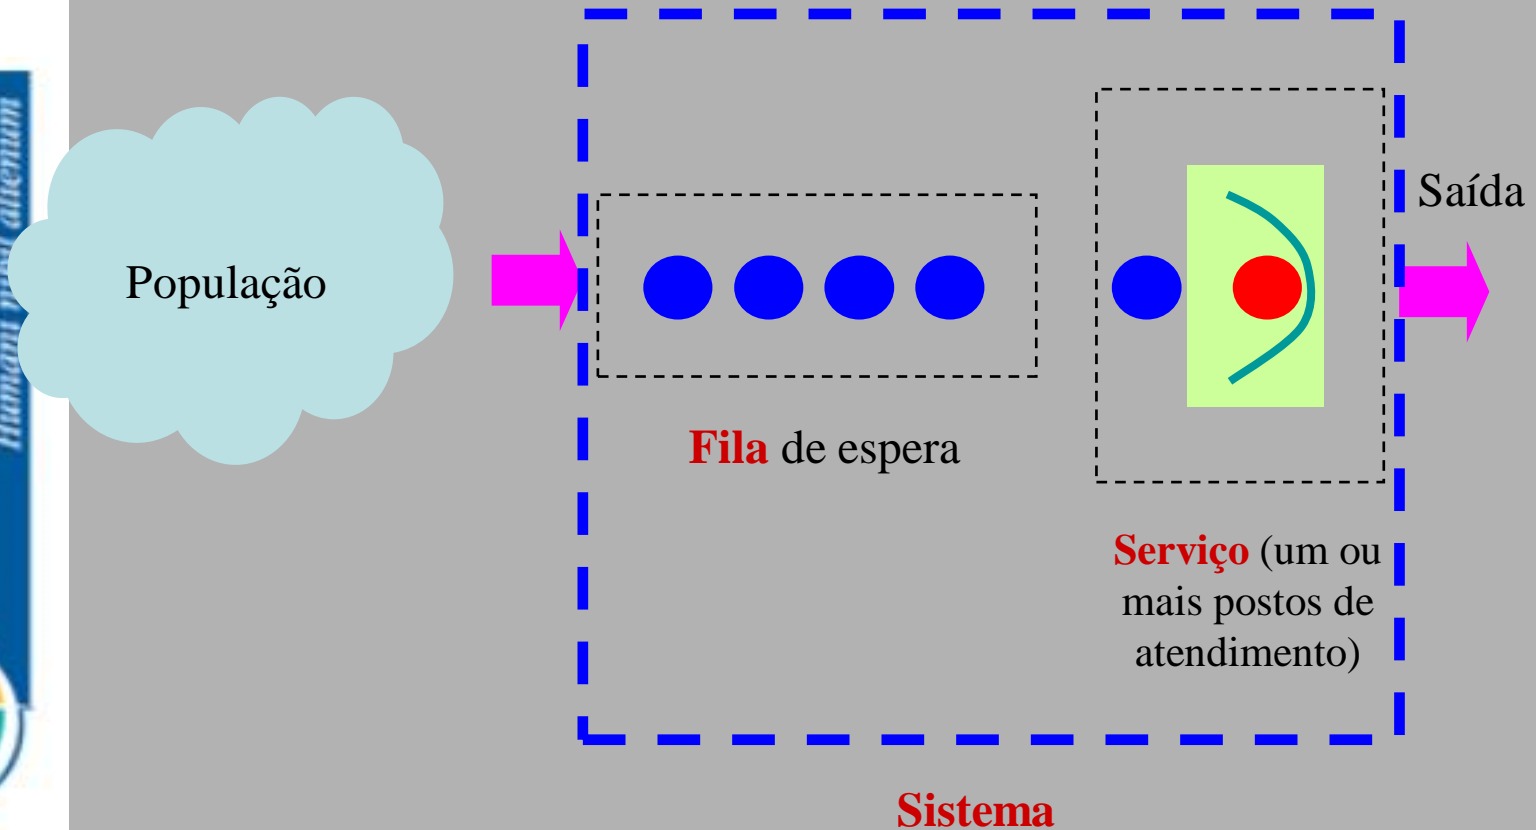 Saída
População
Fila de espera
Serviço (um ou
mais postos de
atendimento)
Sistema